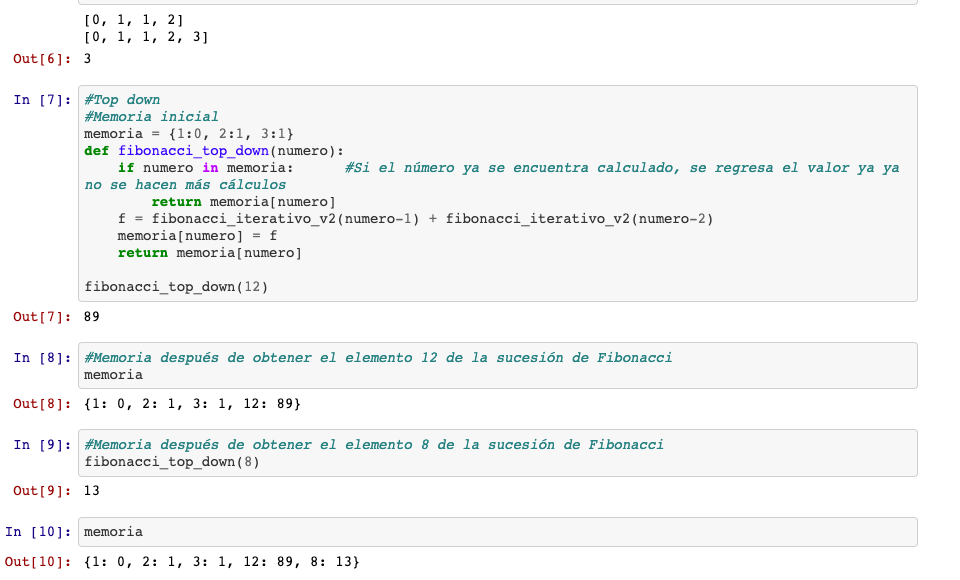 [0, 1, 1, 2]
[0, 1, 1, 2, 3]
Out[6]: 3
In [7]: #Top down
#Memoria inicial
memoria = {1:0, 2:1, 3:1}
def fibonacci_top_down(numero):
    if numero in memoria:      #Si el número ya se encuentra calculado, se regresa el valor ya ya
no se hacen más cálculos
        return memoria[numero]
    f = fibonacci_iterativo_v2(numero-1) + fibonacci_iterativo_v2(numero-2)
    memoria[numero] = f
    return memoria[numero]
fibonacci_top_down(12)
Out[7]: 89
In [8]: #Memoria después de obtener el elemento 12 de la sucesión de Fibonacci
memoria
Out[8]: {1: 0, 2: 1, 3: 1, 12: 89}
In [9]: #Memoria después de obtener el elemento 8 de la sucesión de Fibonacci
fibonacci_top_down(8)
Out[9]: 13
In [10]: memoria
Out[10]: {1: 0, 2: 1, 3: 1, 12: 89, 8: 13}